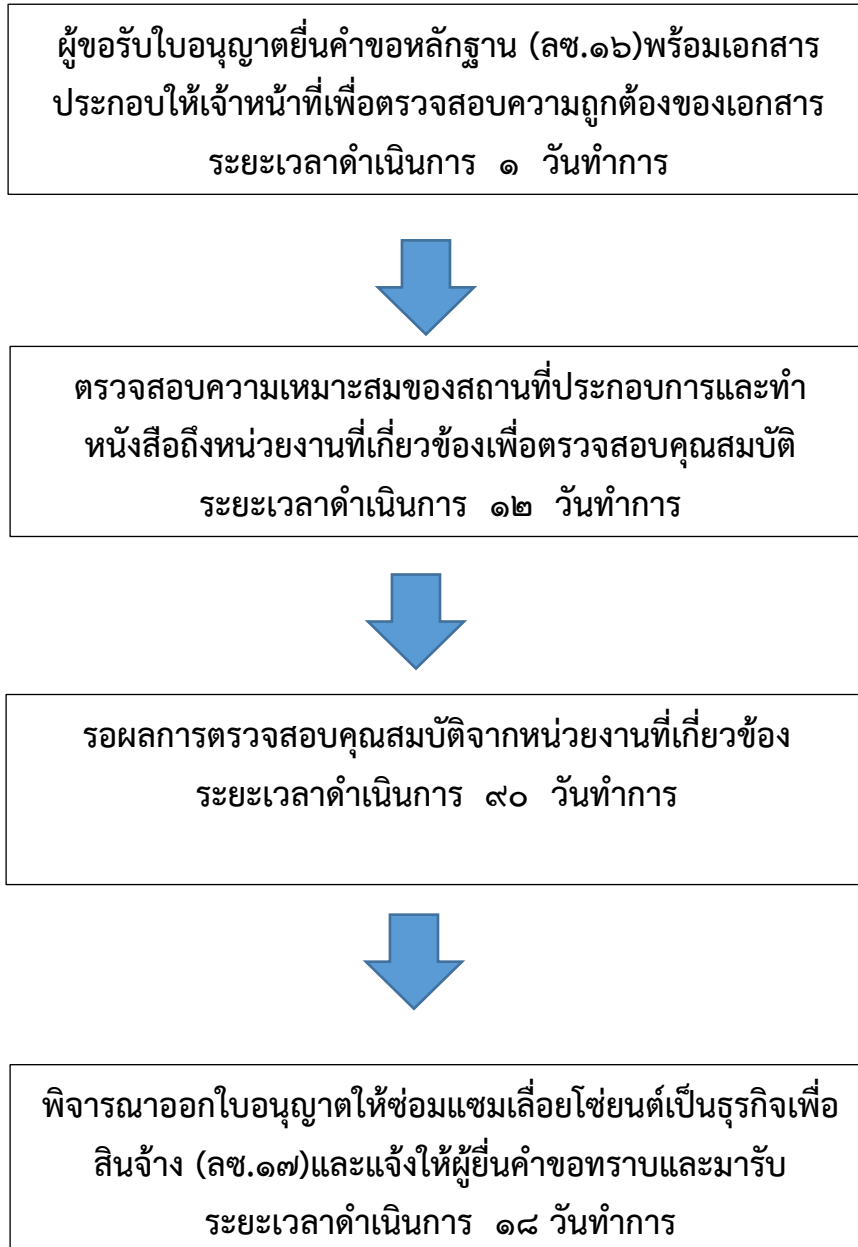 ผู้ขอรับใบอนุญาตยื่นคำขอหลักฐาน (ลซ.๑๖)พร้อมเอกสาร
ประกอบให้เจ้าหน้าที่เพื่อตรวจสอบความถูกต้องของเอกสาร
ระยะเวลาดำเนินการ ๑ วันทำการ
ตรวจสอบความเหมาะสมของสถานที่ประกอบการและทำ
หนังสือถึงหน่วยงานที่เกี่ยวข้องเพื่อตรวจสอบคุณสมบัติ
ระยะเวลาดำเนินการ ๑๒ วันทำการ
รอผลการตรวจสอบคุณสมบัติจากหน่วยงานที่เกี่ยวข้อง
ระยะเวลาดำเนินการ ๙๐ วันทำการ
พิจารณาออกใบอนุญาตให้ซ่อมแซมเลื่อยโซ่ยนต์เป็นธุรกิจเพื่อ
สินจ้าง (ลซ.๑๗)และแจ้งให้ผู้ยื่นคำขอทราบและมารับ
ระยะเวลาดำเนินการ ๑๘ วันทำการ